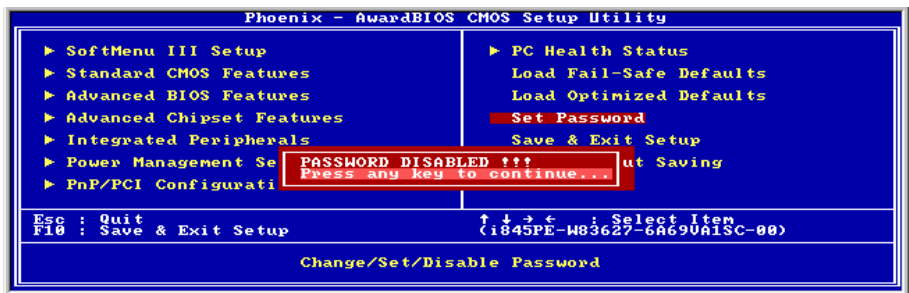 Phoenix - AwardBIOS CMOS Setup Utility
► SoftMenu III Setup
► Standard CMOS Features
► Advanced BIOS Features
► Advanced Chipset Features
► Integrated Peripherals
► Power Management Se
► PnP/PCI Configurati
► PC Health Status
Load Fail-Safe Defaults
Load Optimized Defaults
Set Password
Save & Exit Setup
ut Saving
PASSWORD DISABLED !!!
Press any key to continue...
Esc : Quit
F10 : Save & Exit Setup
↑ ↓ → ← : Select Item
(i845PE-W83627-6A69VA1SC-00)
Change/Set/Disable Password